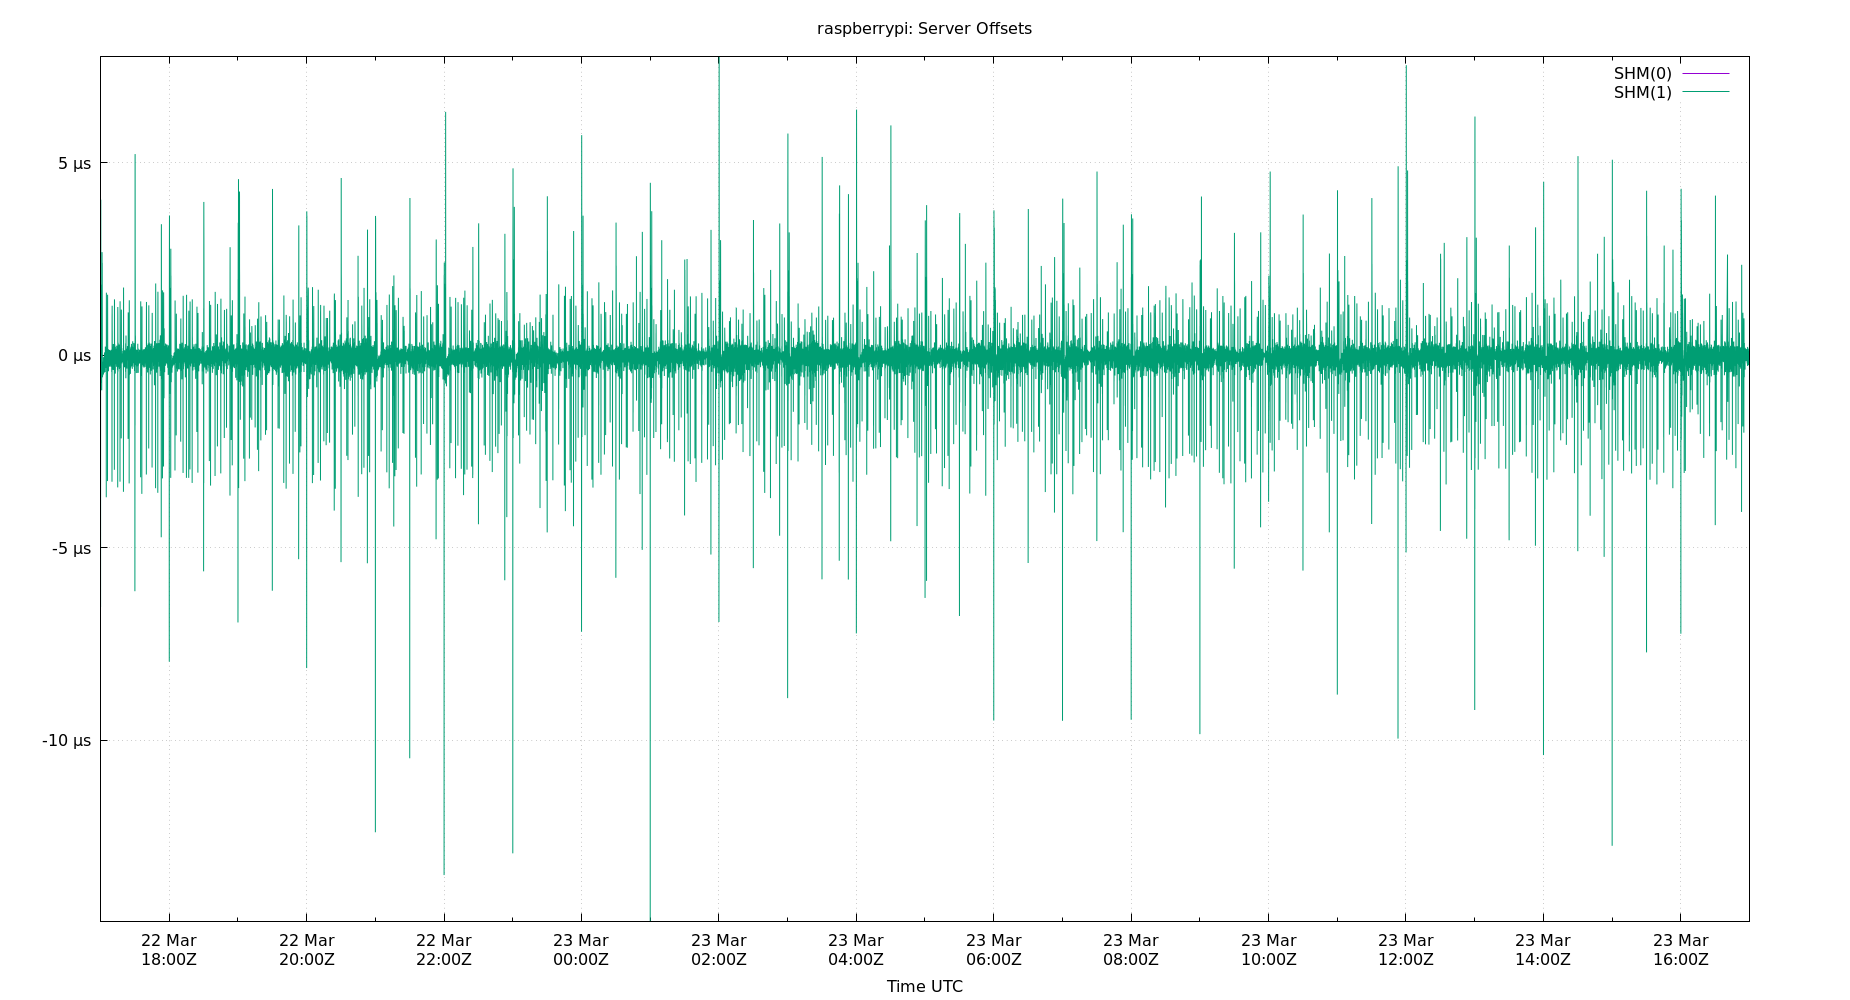 raspberrypi: Server Offsets
SHM(0)
SHM(1)
5 µs
0 µs
-5 µs
-10 µs
22 Mar 22 Mar 22 Mar 23 Mar 23 Mar 23 Mar 23 Mar 23 Mar 23 Mar 23 Mar 23 Mar 23 Mar
18:00Z 20:00Z 22:00Z 00:00Z 02:00Z 04:00Z 06:00Z 08:00Z 10:00Z 12:00Z 14:00Z 16:00Z
Time UTC